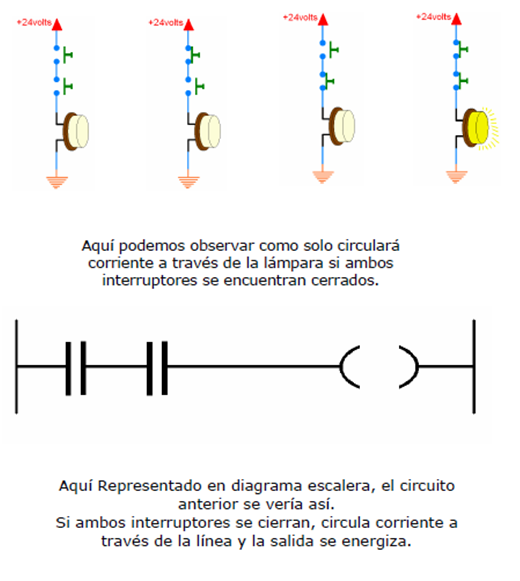 +24volts +24volts +24volts +24volts
Aquí podemos observar como solo circulará
corriente a través de la lámpara si ambos
interruptores se encuentran cerrados.
Aquí Representado en diagrama escalera, el circuito
anterior se vería así.
Si ambos interruptores se cierran, circula corriente a
través de la línea y la salida se energiza.